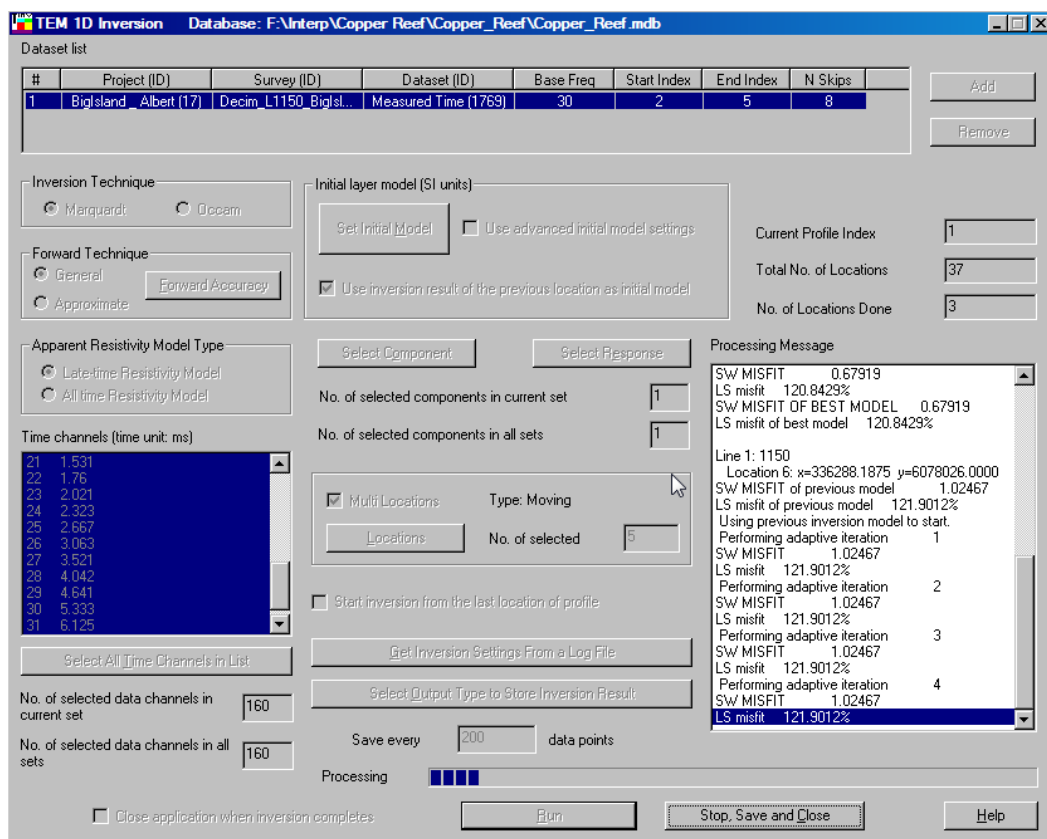 TEM 1D Inversion Database: F:\Interp\Copper Reef\Copper_Reef\Copper_Reef.mdb
Dataset list
# Project (ID) Survey (ID) Dataset (ID) Base Freq Start Index End Index N Skips
1 BigIsland _ Albert (17) Decim_L1150_BigIsl... Measured Time (1769) 30 2 5 8
Add
Remove
Inversion Technique
Marquardt Occam
Forward Technique
General
Approximate
Forward Accuracy
Initial layer model (SI units)
Set Initial Model Use advanced initial model settings
Use inversion result of the previous location as initial model
Current Profile Index 1
Total No. of Locations 37
No. of Locations Done 3
Apparent Resistivity Model Type
Late-time Resistivity Model
All time Resistivity Model
Select Component Select Response
No. of selected components in current set 1
No. of selected components in all sets 1
Time channels (time unit: ms)
21 1.531
22 1.76
23 2.021
24 2.323
25 2.667
26 3.063
27 3.521
28 4.042
29 4.641
30 5.333
31 6.125
Select All Time Channels in List
No. of selected data channels in
current set
160
No. of selected data channels in all
sets
160
Multi Locations Type: Moving
Locations No. of selected 5
Start inversion from the last location of profile
Get Inversion Settings From a Log File
Select Output Type to Store Inversion Result
Save every 200 data points
Processing Message
SW MISFIT 0.67919
LS misfit 120.8429%
SW MISFIT OF BEST MODEL 0.67919
LS misfit of best model 120.8429%
Line 1: 1150
Location 6: x=336288.1875 y=6078026.0000
SW MISFIT of previous model 1.02467
LS misfit of previous model 121.9012%
Using previous inversion model to start.
Performing adaptive iteration 1
SW MISFIT 1.02467
LS misfit 121.9012%
Performing adaptive iteration 2
SW MISFIT 1.02467
LS misfit 121.9012%
Performing adaptive iteration 3
SW MISFIT 1.02467
LS misfit 121.9012%
Performing adaptive iteration 4
SW MISFIT 1.02467
LS misfit 121.9012%
Processing
Close application when inversion completes
Run
Stop, Save and Close
Help